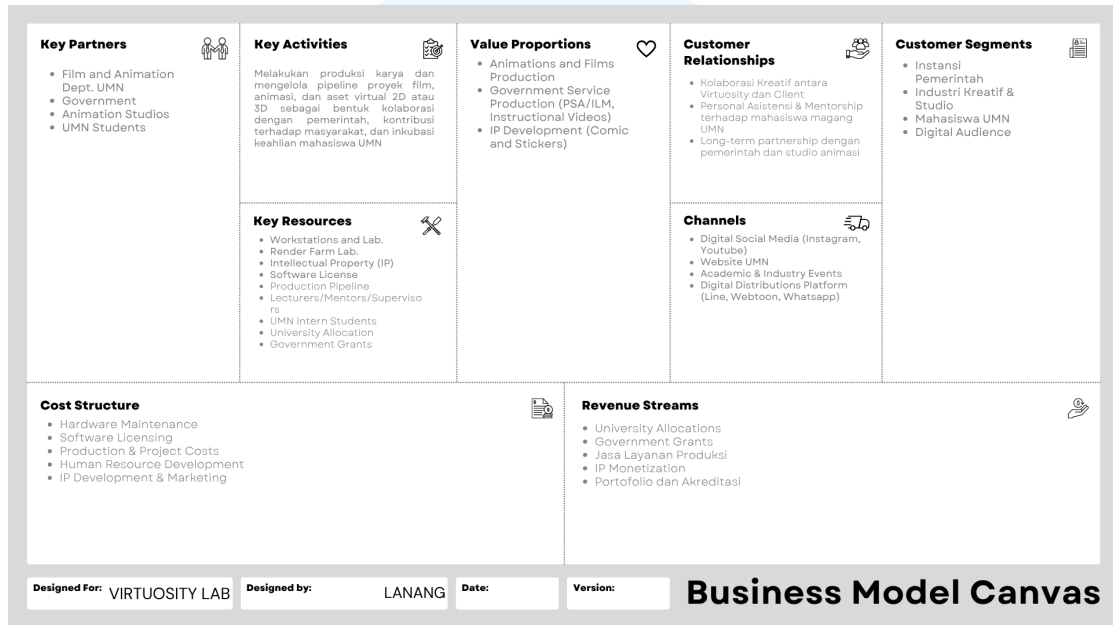 Key Partners
Film and Animation
Dept. UMN
Government
Animation Studios
UMN Students
Key Activities
Melakukan produksi karya dan
mengelola pipeline proyek film,
animasi, dan aset virtual 2D atau
3D sebagai bentuk kolaborasi
dengan pemerintah, kontribusi
terhadap masyarakat, dan inkubasi
keahlian mahasiswa UMN
Key Resources
Workstations and Lab.
Render Farm Lab.
Intellectual Property (IP)
Software License
Production Pipeline
Lecturers/Mentors/Superviso
rs
UMN Intern Students
University Allocation
Government Grants
Value Proportions
Animations and Films
Production
Government Service
Production (PSA/ILM,
Instructional Videos)
IP Development (Comic
and Stickers)
Customer
Relationships
Kolaborasi Kreatif antara
Virtuosity dan Client
Personal Asistensi & Mentorship
terhadap mahasiswa magang
UMN
Long-term partnership dengan
pemerintah dan studio animasi
Channels
Digital Social Media (Instagram,
Youtube)
Website UMN
Academic & Industry Events
Digital Distributions Platform
(Line, Webtoon, Whatsapp)
Customer Segments
Instansi
Pemerintah
Industri Kreatif &
Studio
Mahasiswa UMN
Digital Audience
Cost Structure
Hardware Maintenance
Software Licensing
Production & Project Costs
Human Resource Development
IP Development & Marketing
Revenue Streams
University Allocations
Government Grants
Jasa Layanan Produksi
IP Monetization
Portofolio dan Akreditasi
Designed For: VIRTUOSITY LAB
Designed by: LANANG
Date:
Version:
Business Model Canvas